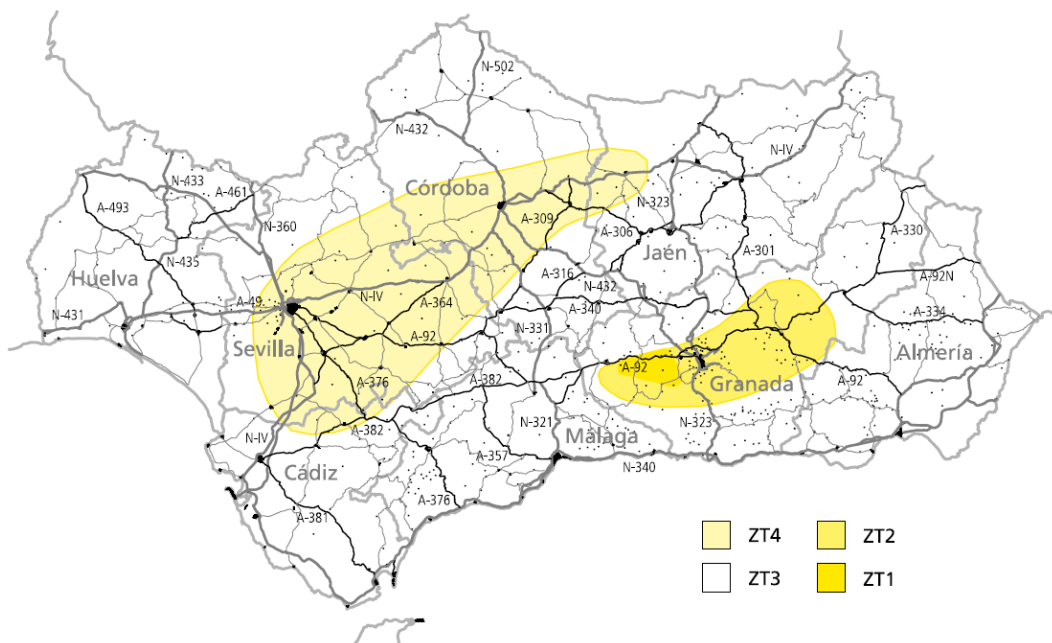 N-502
N-432
N-IV
N-433
A-461
Córdoba
A-493
N-323
A-309
N-360
A-306
A-330
Jaén
A-301
N-435
A-316
Huelva
A-92N
N-432
N-IV
A-49
A-364
A-340
N-431
A-334
N-331
Sevilla
A-92
Almería
A-92
A-382
A-376
Granada
A-92
N-321
N-323
A-382
Málaga
N-IV
A-357
Cádiz
N-340
A-376
A-381
ZT4
ZT2
ZT3
ZT1